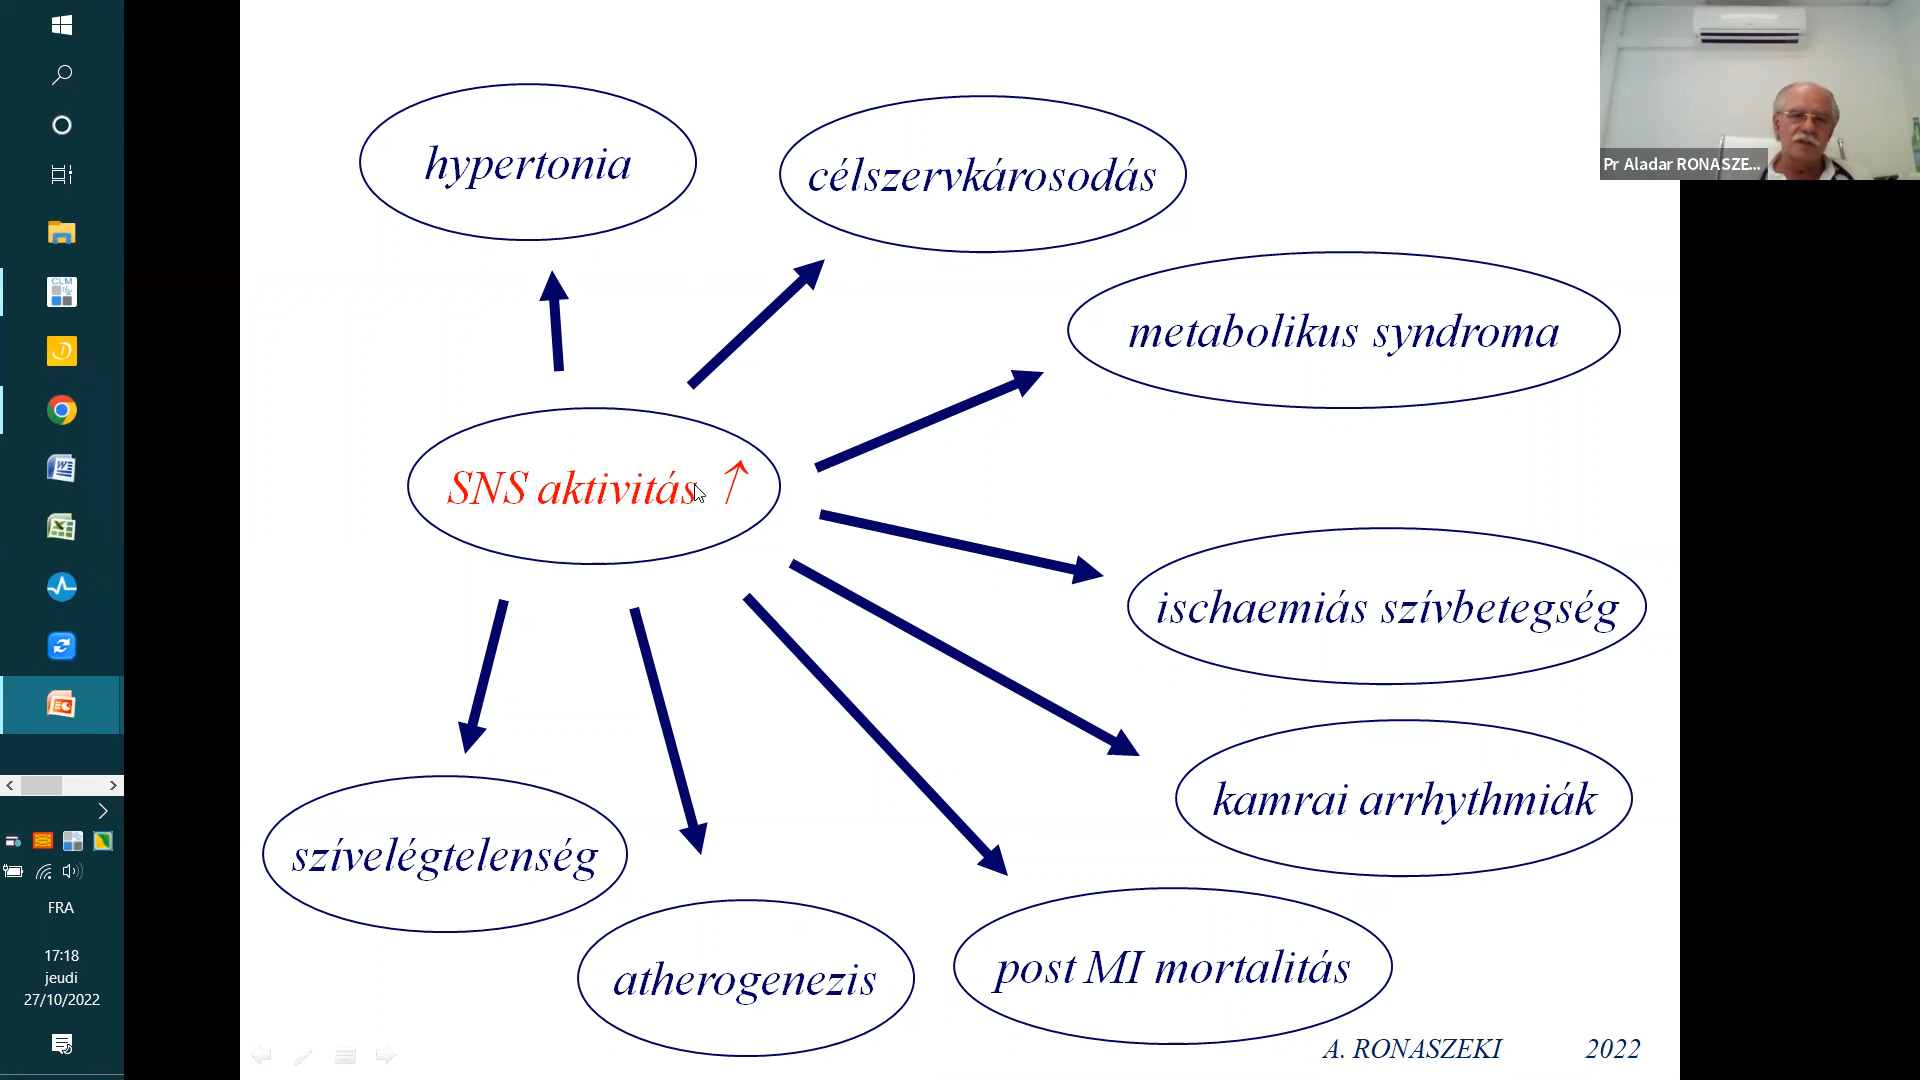 hypertonia
célszervkárosodás
metabolikus syndroma
SNS aktivitás ↑
ischaemiás szívbetegség
kamrai arrhythmiák
szívelégtelenség
atherogenezis
post MI mortalitás
A. RONASZEKI 2022
Pr Aladar RONASZE...
CLM
FRA
17:18
jeudi
27/10/2022